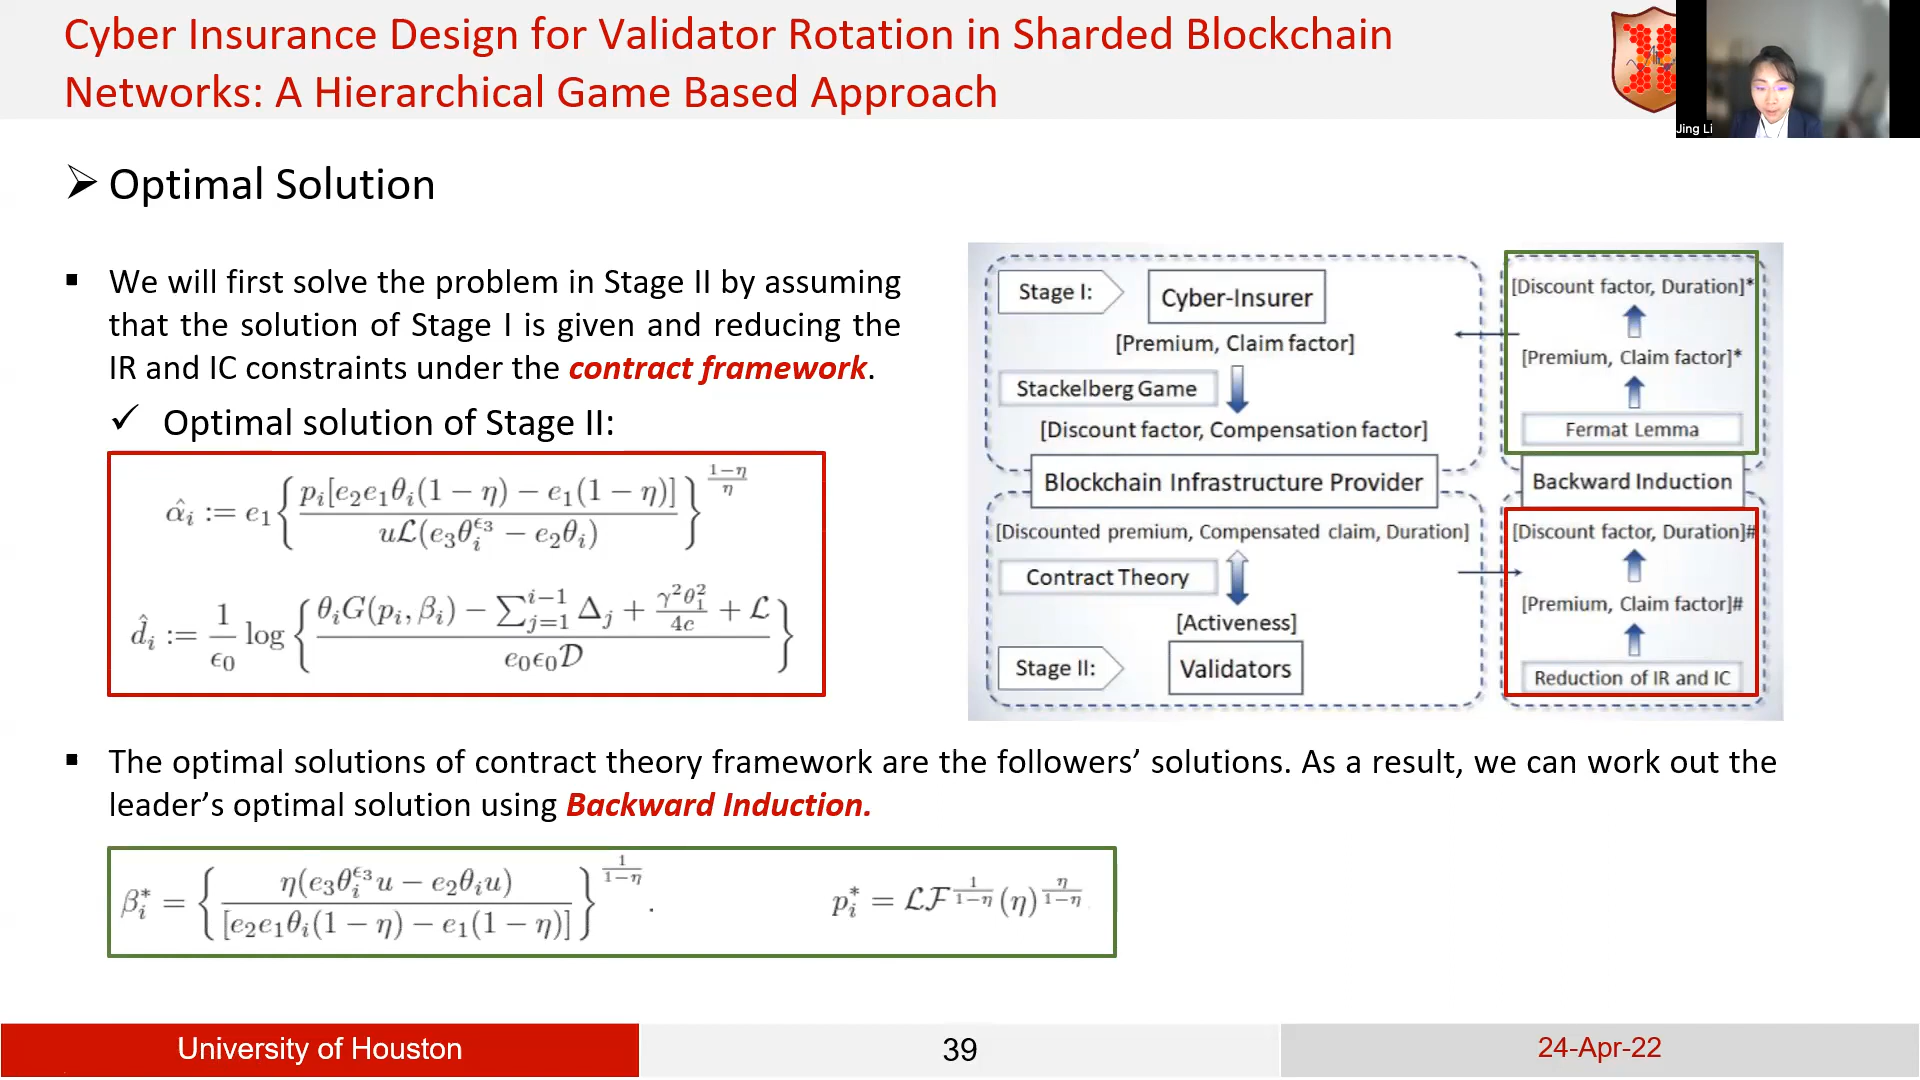 Cyber Insurance Design for Validator Rotation in Sharded Blockchain
Networks: A Hierarchical Game Based Approach
Jing Li
➢ Optimal Solution
▪ We will first solve the problem in Stage II by assuming
that the solution of Stage I is given and reducing the
IR and IC constraints under the contract framework.
✓ Optimal solution of Stage II:
α̂_i := e_1 { p_i[e_2e_1θ_i(1 − η) − e_1(1 − η)] / uℒ(e_3θ_i^{ϵ_3} − e_2θ_i) }^{(1−η)/η}
d̂_i := 1/ϵ_0 log { (θ_iG(p_i, β_i) − ∑_{j=1}^{i−1} Δ_j + γ²θ_1²/4c + ℒ) / e_0ϵ_0𝒟 }
Stage I:
Cyber-Insurer
[Premium, Claim factor]
Stackelberg Game
[Discount factor, Compensation factor]
Blockchain Infrastructure Provider
[Discounted premium, Compensated claim, Duration]
Contract Theory
[Activeness]
Stage II:
Validators
[Discount factor, Duration]*
[Premium, Claim factor]*
Fermat Lemma
Backward Induction
[Discount factor, Duration]#
[Premium, Claim factor]#
Reduction of IR and IC
▪ The optimal solutions of contract theory framework are the followers’ solutions. As a result, we can work out the
leader’s optimal solution using Backward Induction.
β_i^* = { η(e_3θ_i^{ϵ_3}u − e_2θ_iu) / [e_2e_1θ_i(1 − η) − e_1(1 − η)] }^{1/(1−η)}.
p_i^* = ℒℱ^{1/(1−η)}(η)^{η/(1−η)}
University of Houston
39
24-Apr-22